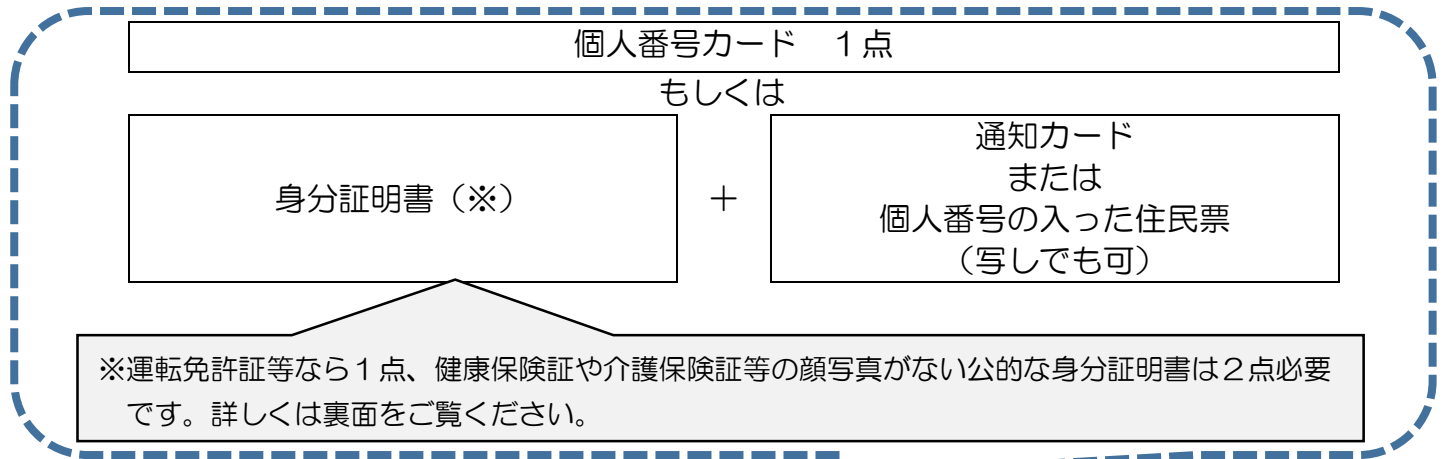 個人番号カード　１点
もしくは
身分証明書（※）
＋
通知カード
または
個人番号の入った住民票
（写しでも可）
※運転免許証等なら１点、健康保険証や介護保険証等の顔写真がない公的な身分証明書は２点必要
です。詳しくは裏面をご覧ください。